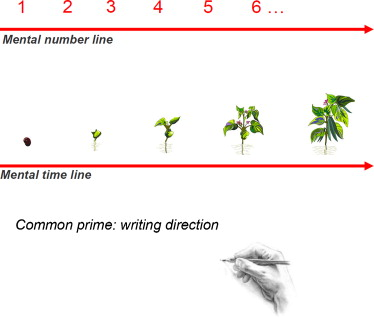 1 2 3 4 5 6 ...
Mental number line
Mental time line
Common prime: writing direction